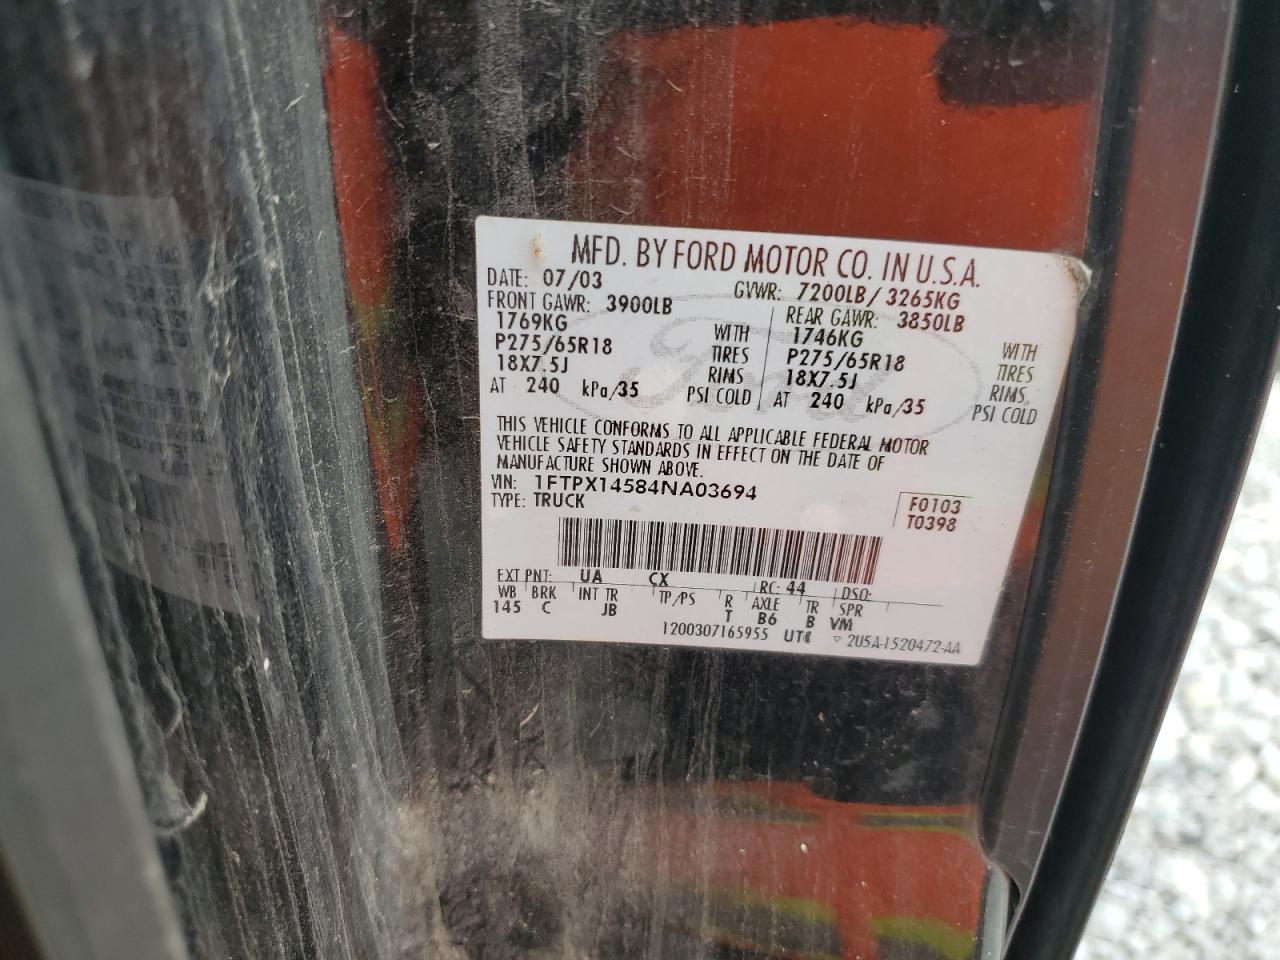 MFD. BY FORD MOTOR CO. IN U.S.A.
DATE: 07/03 GVWR: 7200LB/ 3265KG
FRONT GAWR: 3900LB REAR GAWR: 3850LB
1769KG WITH 1746KG WITH
P275/65R18 TIRES P275/65R18 TIRES
18X7.5J RIMS 18X7.5J RIMS
AT 240 kPa/35 PSI COLD AT 240 kPa/35 PSI COLD
THIS VEHICLE CONFORMS TO ALL APPLICABLE FEDERAL MOTOR
VEHICLE SAFETY STANDARDS IN EFFECT ON THE DATE OF
MANUFACTURE SHOWN ABOVE.
VIN: 1FTPX14584NA03694
TYPE: TRUCK
F0103
T0398
EXT PNT: UA CX RC: 44 DSO:
WB BRK INT TR TP/PS R AXLE TR SPR
145 C JB T B6 B VM
1200307165955 ▽ 2U5A-1520472-AA